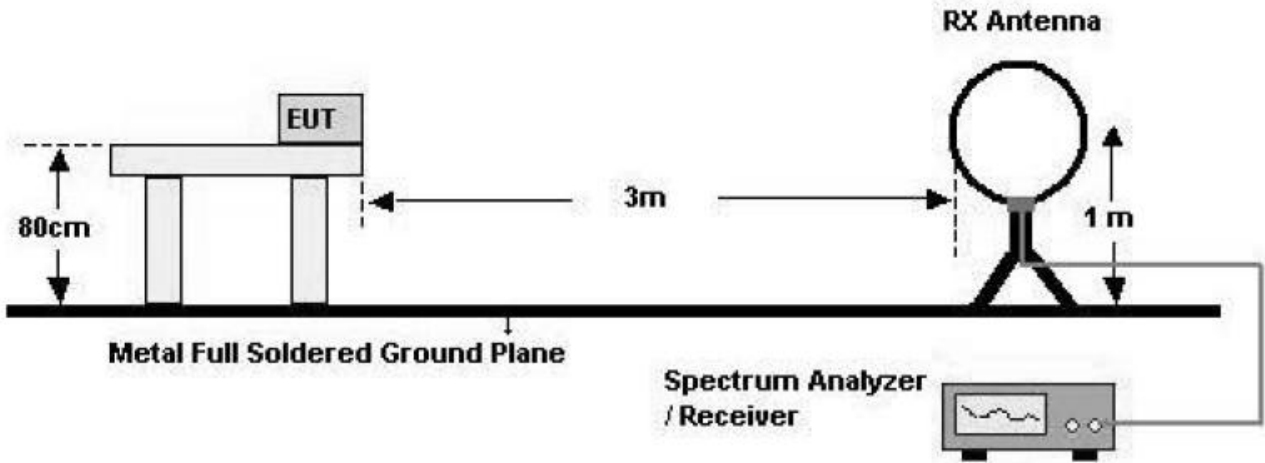 RX Antenna
EUT
80cm
3m
1 m
Metal Full Soldered Ground Plane
Spectrum Analyzer
/ Receiver